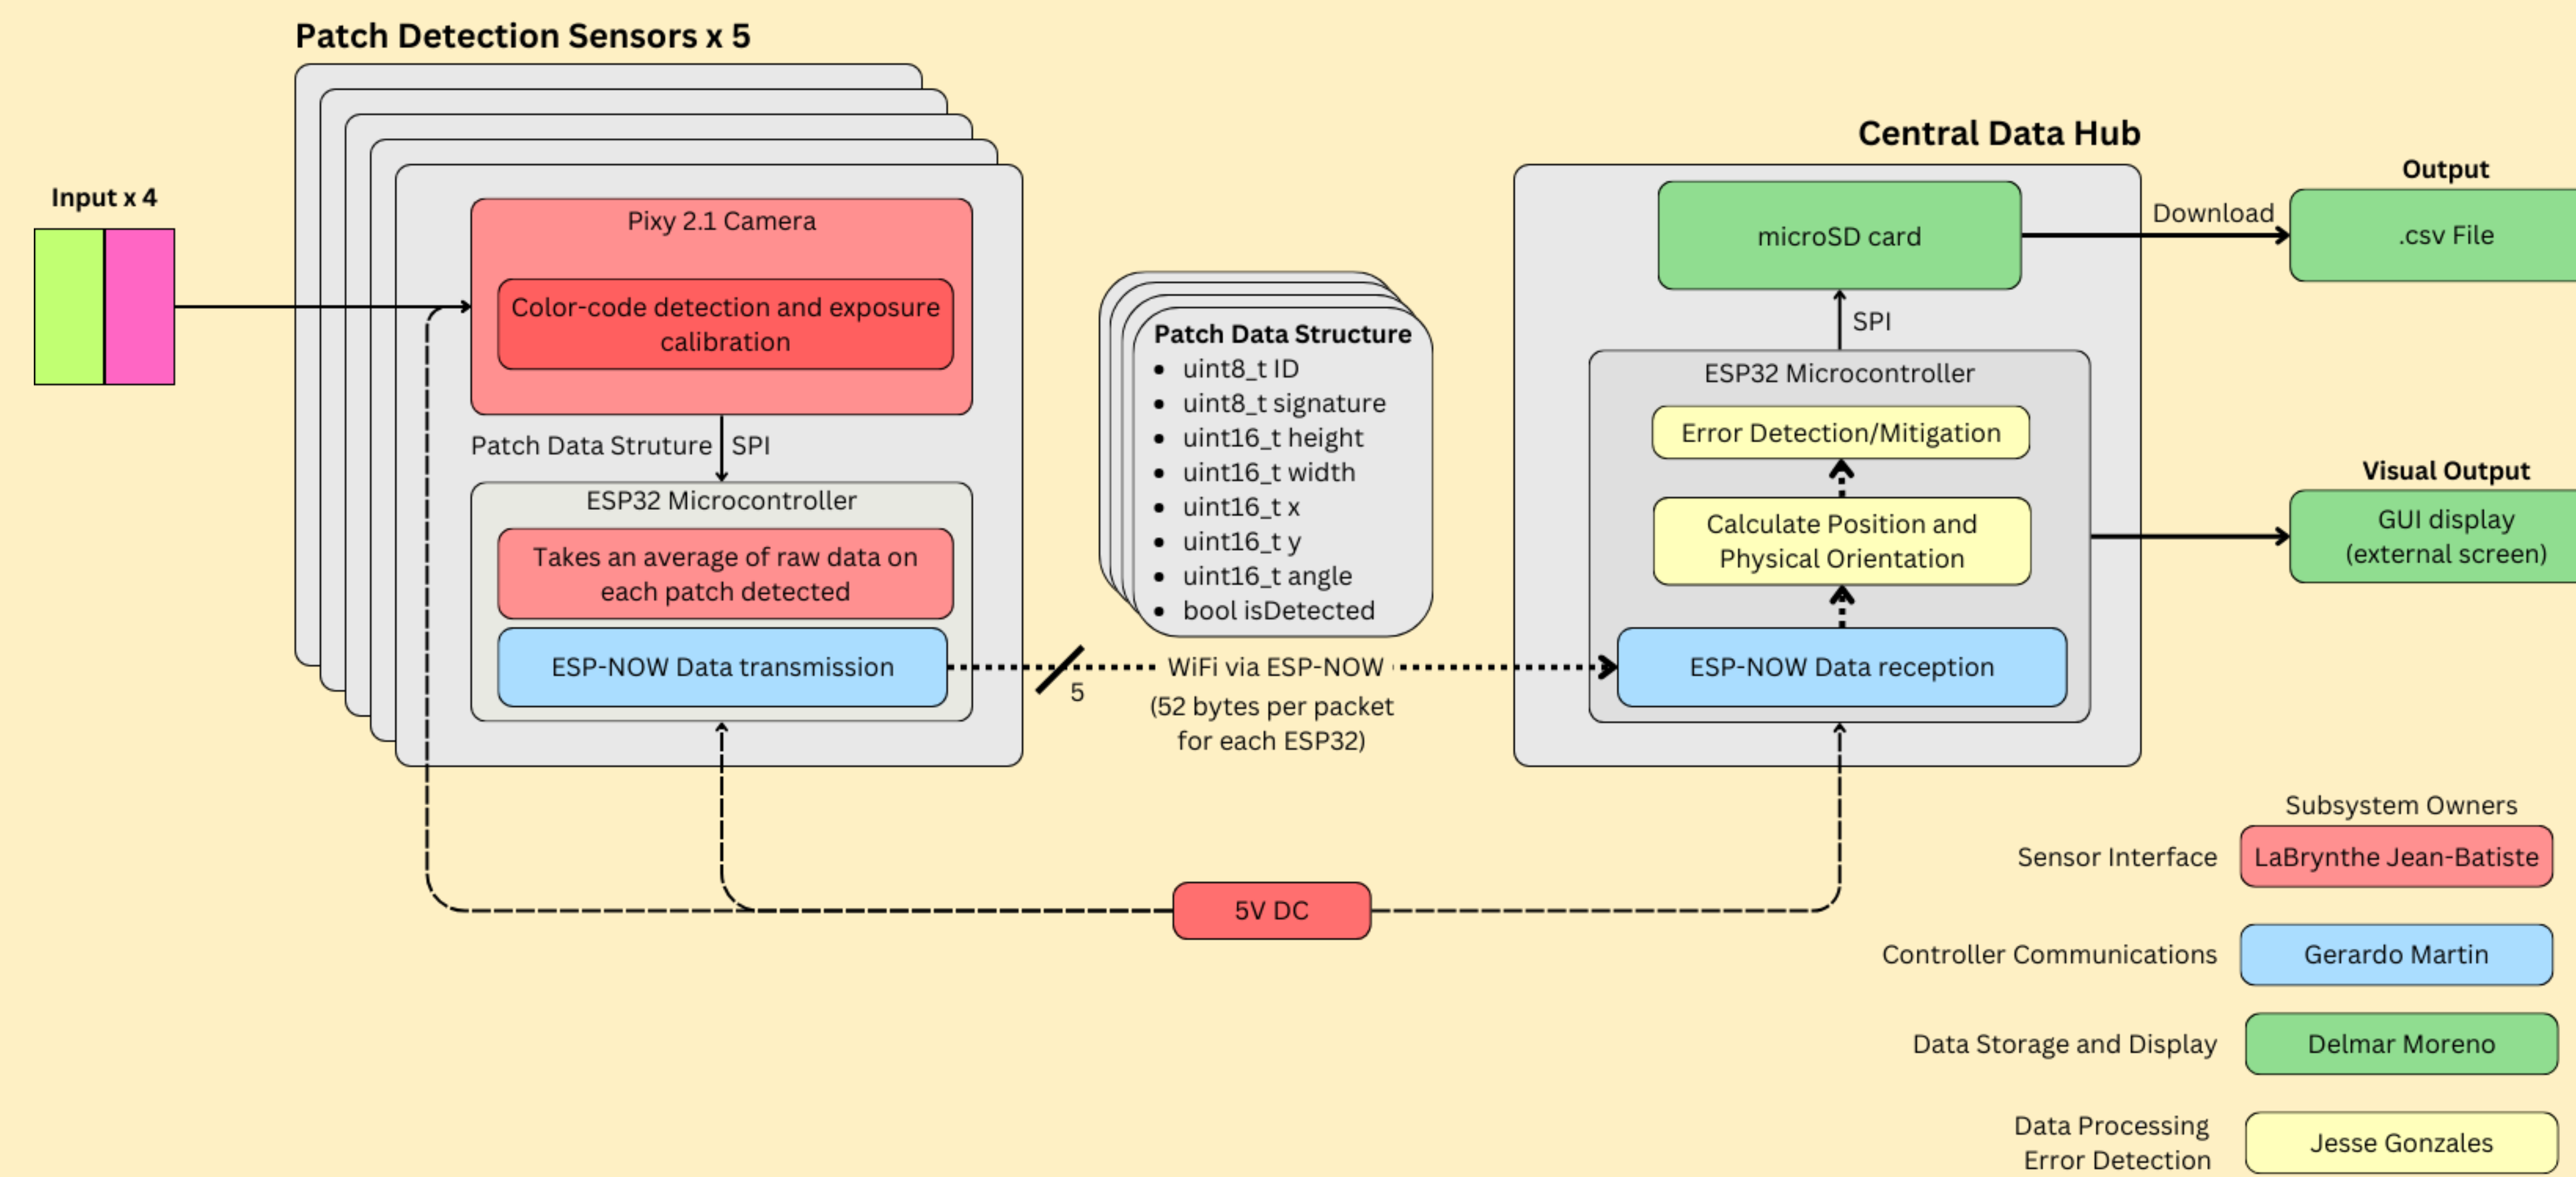 Patch Detection Sensors x 5
Input x 4
Pixy 2.1 Camera
Color-code detection and exposure
calibration
Patch Data Struture
SPI
ESP32 Microcontroller
Takes an average of raw data on
each patch detected
ESP-NOW Data transmission
5
Patch Data Structure
• uint8_t ID
• uint8_t signature
• uint16_t height
• uint16_t width
• uint16_t x
• uint16_t y
• uint16_t angle
• bool isDetected
WiFi via ESP-NOW
(52 bytes per packet
for each ESP32)
5V DC
Central Data Hub
microSD card
SPI
ESP32 Microcontroller
Error Detection/Mitigation
Calculate Position and
Physical Orientation
ESP-NOW Data reception
Download
Output
.csv File
Visual Output
GUI display
(external screen)
Subsystem Owners
Sensor Interface
LaBrynthe Jean-Batiste
Controller Communications
Gerardo Martin
Data Storage and Display
Delmar Moreno
Data Processing
Error Detection
Jesse Gonzales